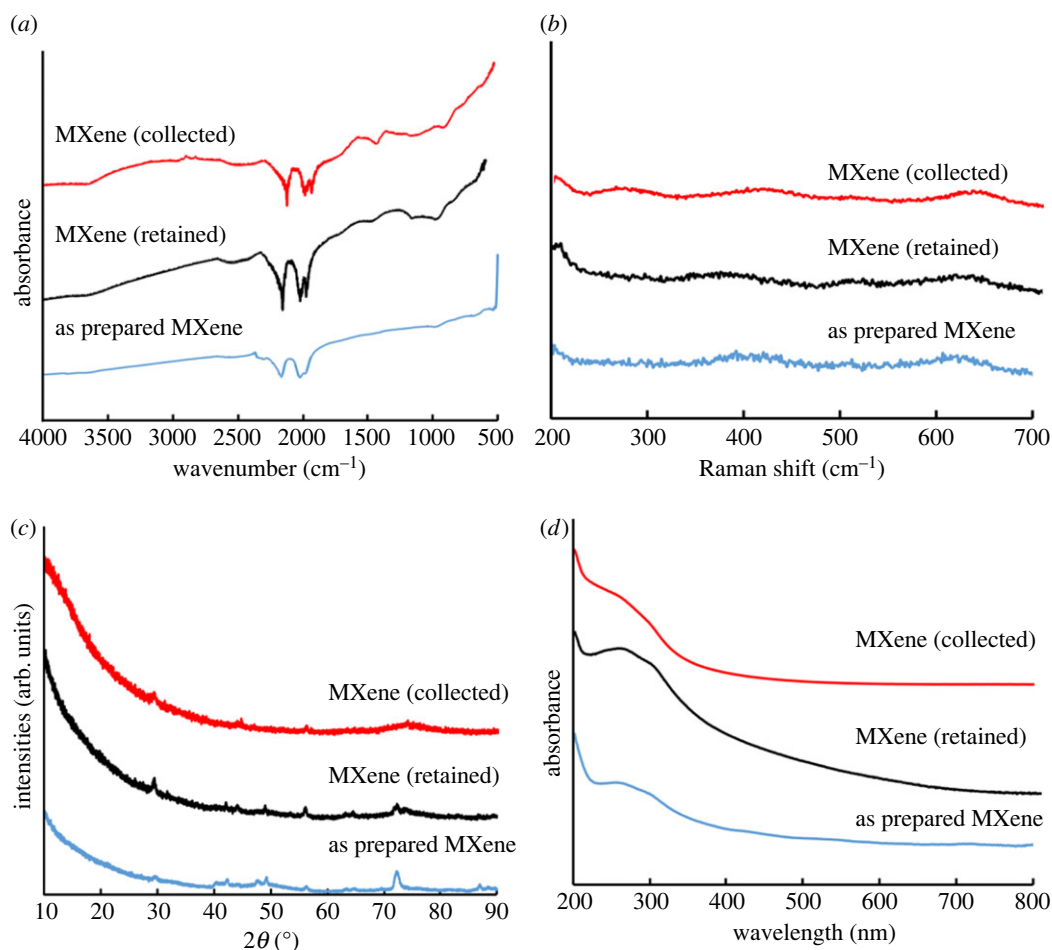 (a)
absorbance
MXene (collected)
MXene (retained)
as prepared MXene
4000 3500 3000 2500 2000 1500 1000 500
wavenumber (cm⁻¹)
(b)
MXene (collected)
MXene (retained)
as prepared MXene
200 300 400 500 600 700
Raman shift (cm⁻¹)
(c)
intensities (arb. units)
MXene (collected)
MXene (retained)
as prepared MXene
10 20 30 40 50 60 70 80 90
2θ (°)
(d)
absorbance
MXene (collected)
MXene (retained)
as prepared MXene
200 300 400 500 600 700 800
wavelength (nm)